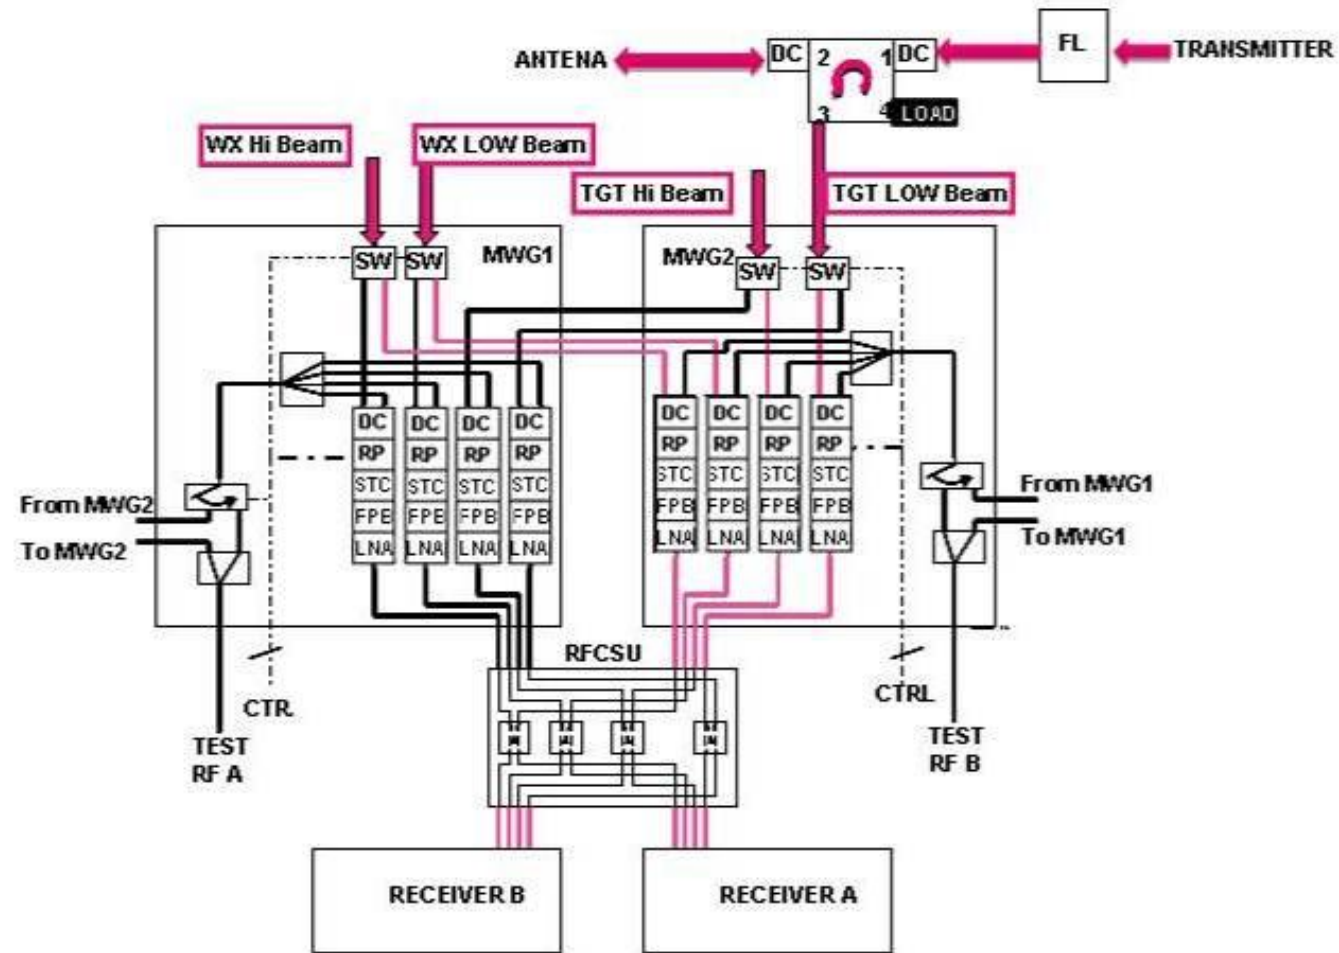 FL
TRANSMITTER
ANTENA
DC
2
1
DC
3
4
LOAD
WX Hi Beam
WX LOW Beam
TGT Hi Beam
TGT LOW Beam
MWG1
SW
SW
MWG2
SW
SW
DC DC DC DC
RP RP RP RP
STC STC STC STC
FPB FPB FPB FPB
LNA LNA LNA LNA
DC DC DC DC
RP RP RP RP
STC STC STC STC
FPB FPB FPB FPB
LNA LNA LNA LNA
From MWG2
To MWG2
From MWG1
To MWG1
RFCSU
CTR.
CTRL
TEST
RF A
TEST
RF B
RECEIVER B
RECEIVER A